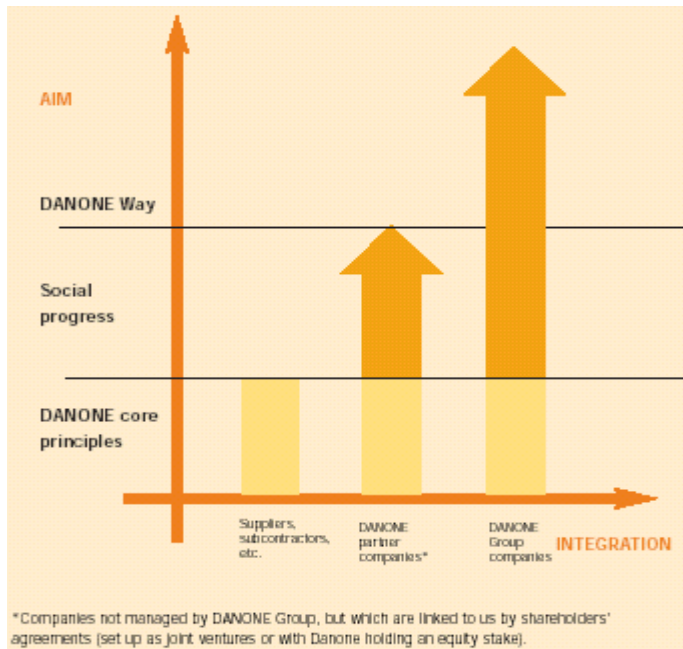 AIM
DANONE Way
Social
progress
DANONE core
principles
Suppliers,
subcontractors,
etc.
DANONE
partner
companies*
DANONE
Group
companies
INTEGRATION
*Companies not managed by DANONE Group, but which are linked to us by shareholders'
agreements (set up as joint ventures or with Danone holding an equity stake).